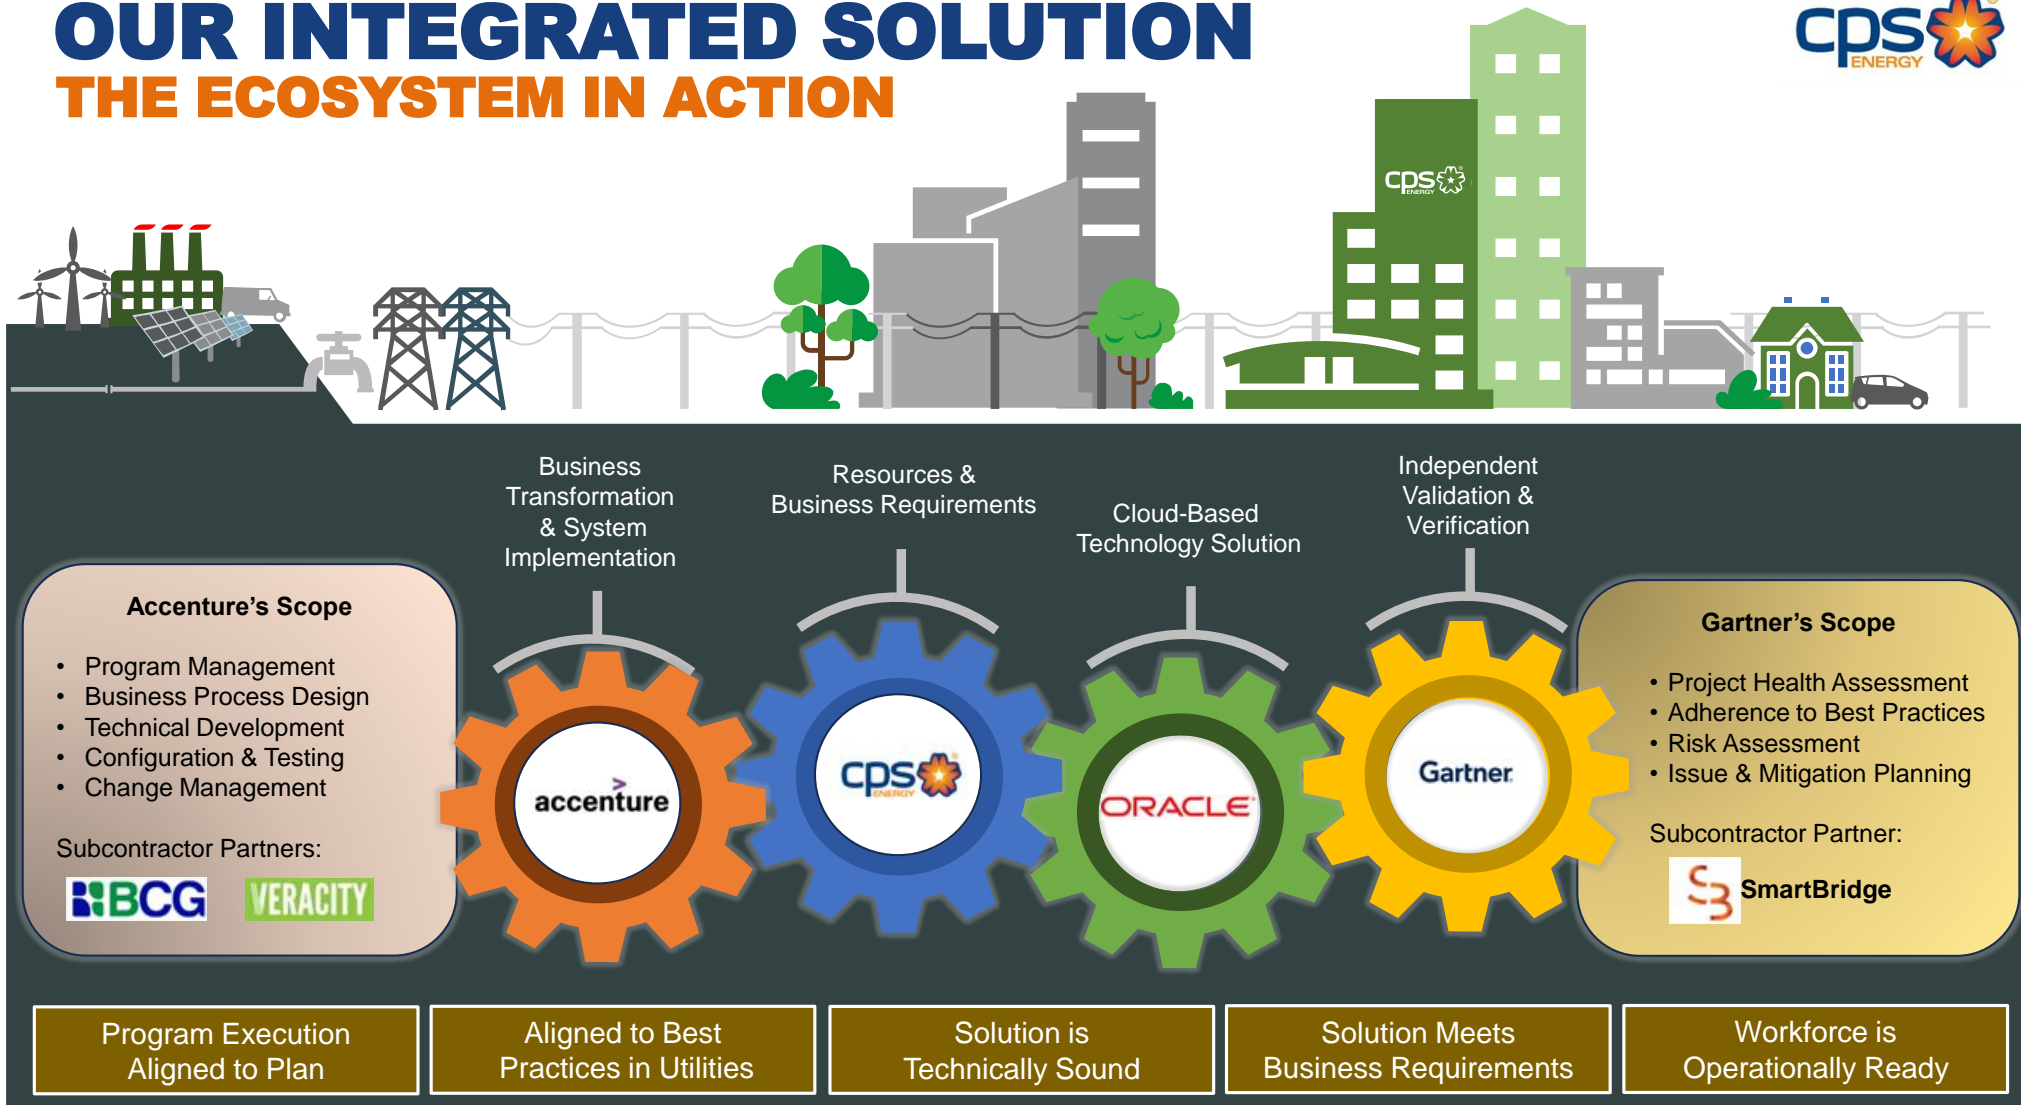 OUR INTEGRATED SOLUTION
THE ECOSYSTEM IN ACTION
cps
ENERGY
cps
ENERGY
Business
Transformation
& System
Implementation
Resources &
Business Requirements
Cloud-Based
Technology Solution
Independent
Validation &
Verification
Accenture’s Scope
• Program Management
• Business Process Design
• Technical Development
• Configuration & Testing
• Change Management
Subcontractor Partners:
BCG
VERACITY
accenture
cps
ENERGY
ORACLE
Gartner
Gartner’s Scope
• Project Health Assessment
• Adherence to Best Practices
• Risk Assessment
• Issue & Mitigation Planning
Subcontractor Partner:
SmartBridge
Program Execution
Aligned to Plan
Aligned to Best
Practices in Utilities
Solution is
Technically Sound
Solution Meets
Business Requirements
Workforce is
Operationally Ready